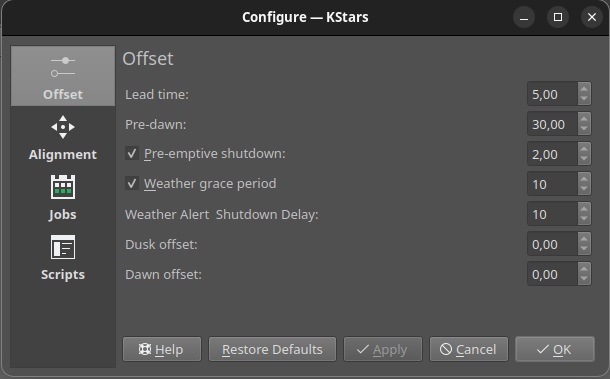 Configure — KStars
Offset
Alignment
Jobs
Scripts
Offset
Lead time: 5,00
Pre-dawn: 30,00
Pre-emptive shutdown: 2,00
Weather grace period 10
Weather Alert  Shutdown Delay: 10
Dusk offset: 0,00
Dawn offset: 0,00
Help Restore Defaults Apply Cancel OK